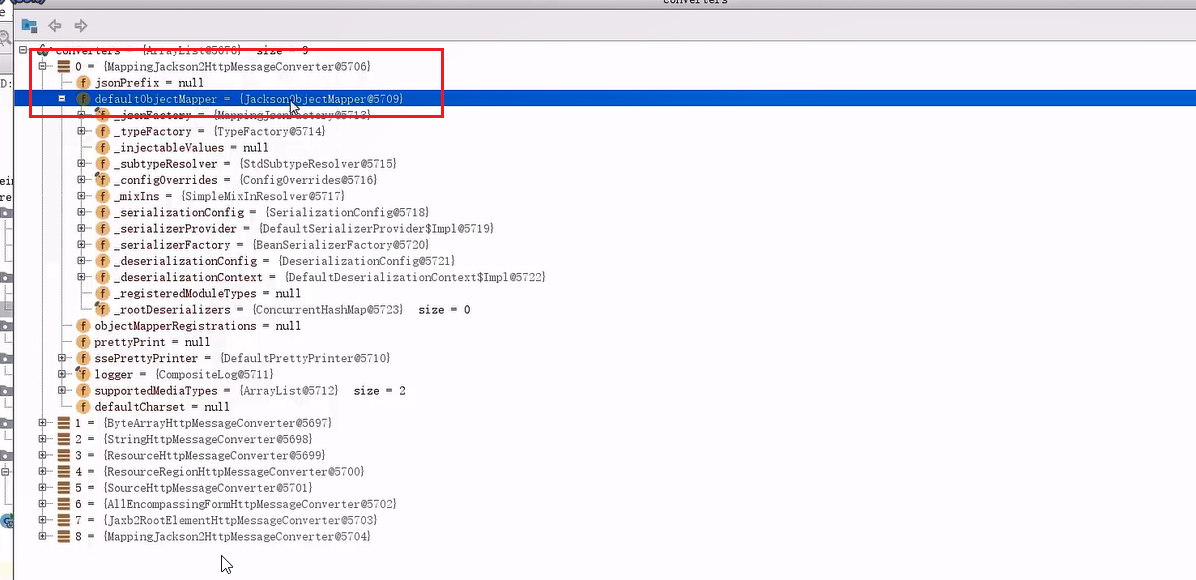 converters
converters = {ArrayList@5676} size = 9
0 = {MappingJackson2HttpMessageConverter@5706}
jsonPrefix = null
defaultObjectMapper = {JacksonObjectMapper@5709}
_jsonFactory = {MappingJsonFactory@5713}
_typeFactory = {TypeFactory@5714}
_injectableValues = null
_subtypeResolver = {StdSubtypeResolver@5715}
_configOverrides = {ConfigOverrides@5716}
_mixIns = {SimpleMixInResolver@5717}
_serializationConfig = {SerializationConfig@5718}
_serializerProvider = {DefaultSerializerProvider$Impl@5719}
_serializerFactory = {BeanSerializerFactory@5720}
_deserializationConfig = {DeserializationConfig@5721}
_deserializationContext = {DefaultDeserializationContext$Impl@5722}
_registeredModuleTypes = null
_rootDeserializers = {ConcurrentHashMap@5723} size = 0
objectMapperRegistrations = null
prettyPrint = null
ssePrettyPrinter = {DefaultPrettyPrinter@5710}
logger = {CompositeLog@5711}
supportedMediaTypes = {ArrayList@5712} size = 2
defaultCharset = null
1 = {ByteArrayHttpMessageConverter@5697}
2 = {StringHttpMessageConverter@5698}
3 = {ResourceHttpMessageConverter@5699}
4 = {ResourceRegionHttpMessageConverter@5700}
5 = {SourceHttpMessageConverter@5701}
6 = {AllEncompassingFormHttpMessageConverter@5702}
7 = {Jaxb2RootElementHttpMessageConverter@5703}
8 = {MappingJackson2HttpMessageConverter@5704}